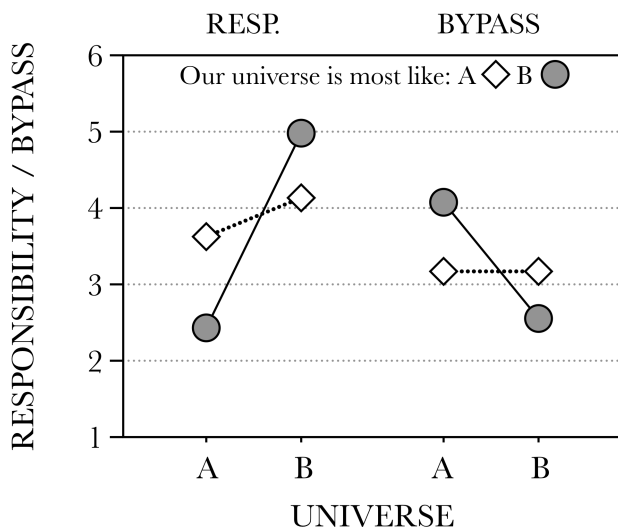 RESP. BYPASS
Our universe is most like: A B
RESPONSIBILITY / BYPASS
6
5
4
3
2
1
A B A B
UNIVERSE